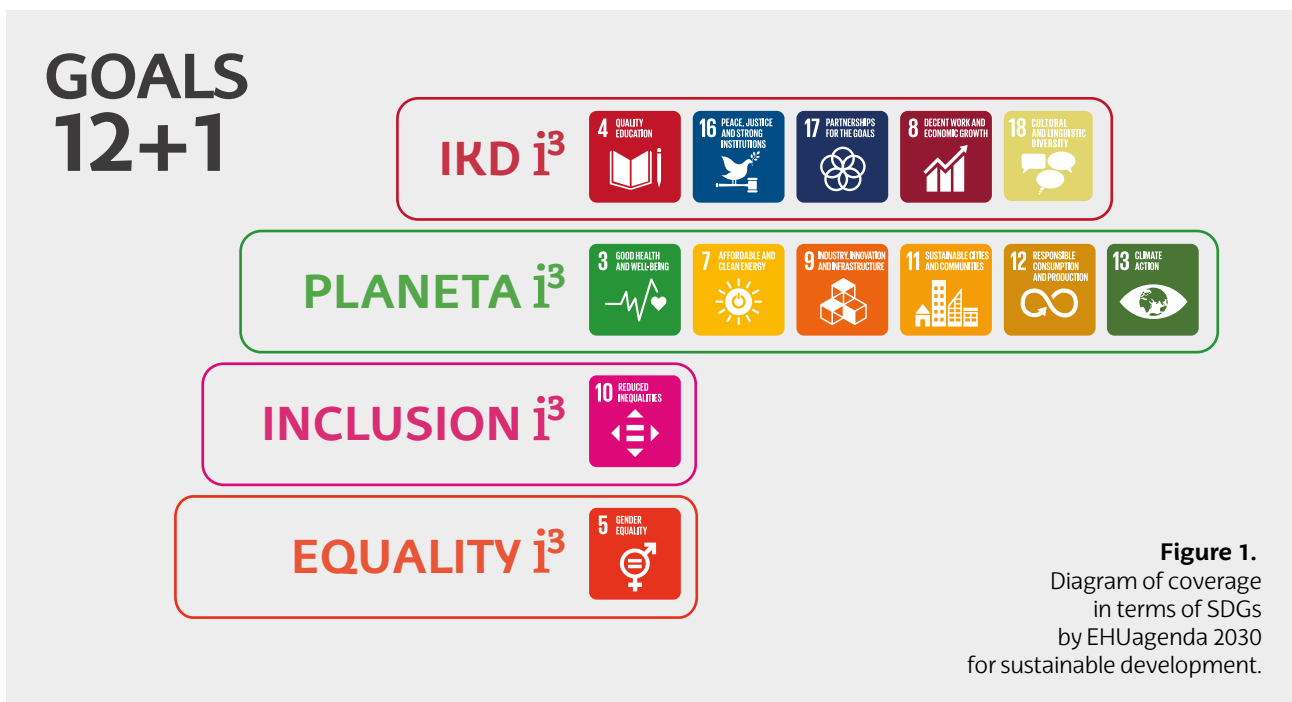 GOALS
12+1
IKD i³
4 QUALITY
EDUCATION
16 PEACE, JUSTICE
AND STRONG
INSTITUTIONS
17 PARTNERSHIPS
FOR THE GOALS
8 DECENT WORK AND
ECONOMIC GROWTH
18 CULTURAL
AND LINGUISTIC
DIVERSITY
PLANETA i³
3 GOOD HEALTH
AND WELL-BEING
7 AFFORDABLE AND
CLEAN ENERGY
9 INDUSTRY, INNOVATION
AND INFRASTRUCTURE
11 SUSTAINABLE CITIES
AND COMMUNITIES
12 RESPONSIBLE
CONSUMPTION
AND PRODUCTION
13 CLIMATE
ACTION
INCLUSION i³
10 REDUCED
INEQUALITIES
EQUALITY i³
5 GENDER
EQUALITY
Figure 1.
Diagram of coverage
in terms of SDGs
by EHUagenda 2030
for sustainable development.